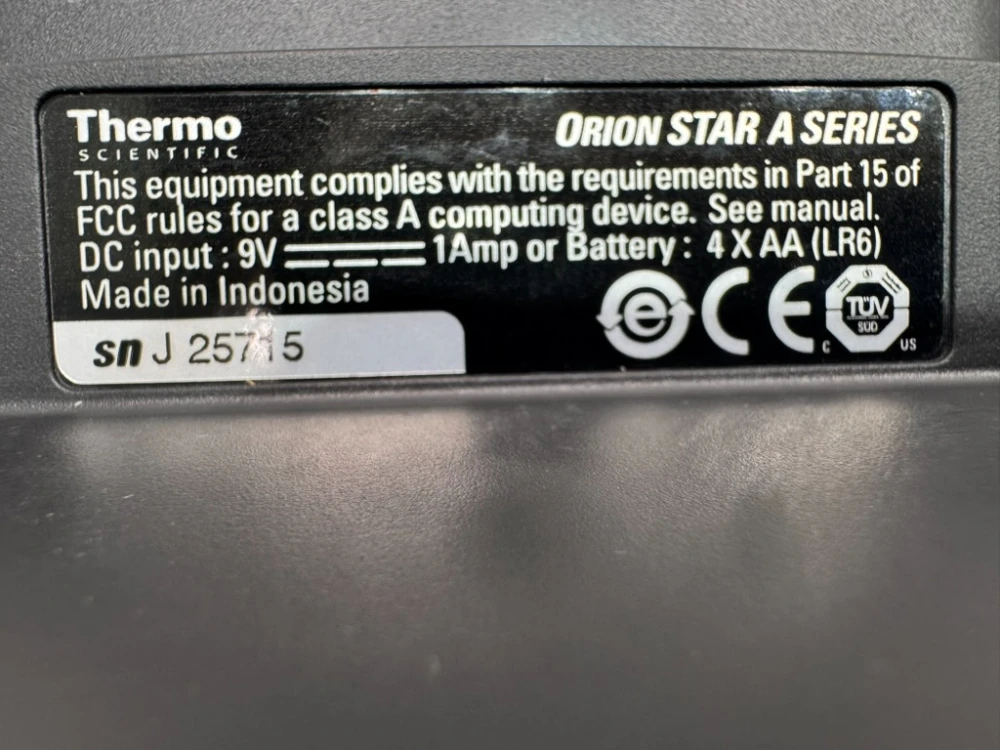 Thermo
SCIENTIFIC
ORION STAR A SERIES
This equipment complies with the requirements in Part 15 of
FCC rules for a class A computing device. See manual.
DC input : 9V 1Amp or Battery : 4 X AA (LR6)
Made in Indonesia
sn J 25715
e CE
TÜV
SÜD
C US